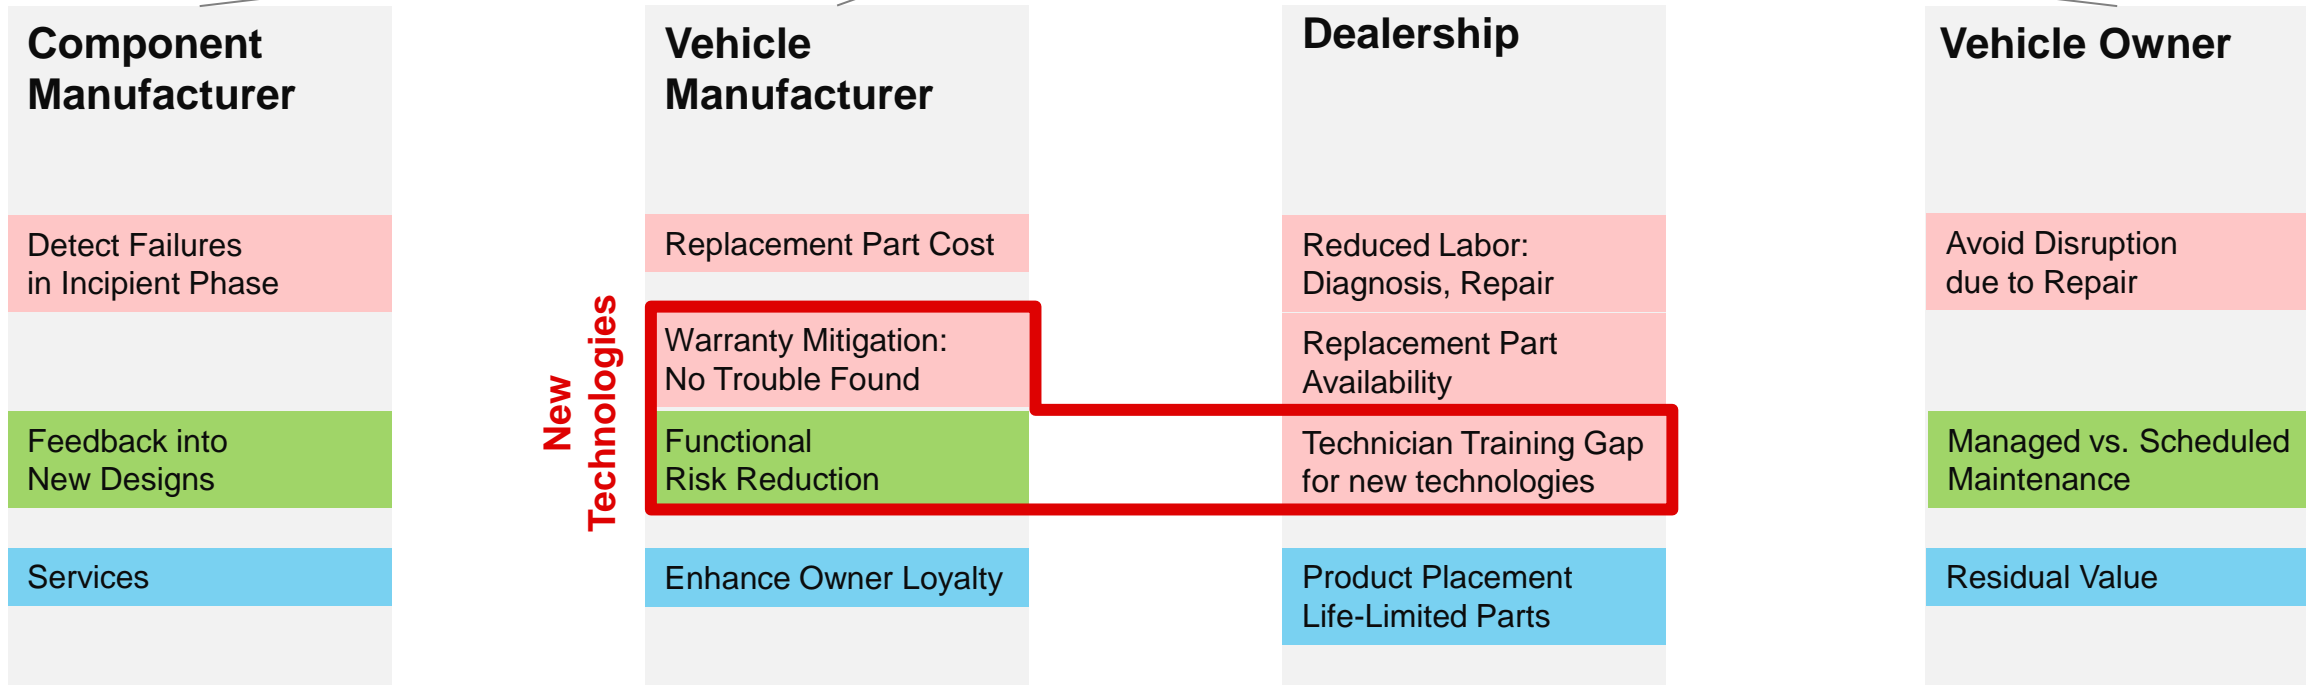 Component
Manufacturer
Detect Failures
in Incipient Phase
Feedback into
New Designs
Services
New
Technologies
Vehicle
Manufacturer
Replacement Part Cost
Warranty Mitigation:
No Trouble Found
Functional
Risk Reduction
Enhance Owner Loyalty
Dealership
Reduced Labor:
Diagnosis, Repair
Replacement Part
Availability
Technician Training Gap
for new technologies
Product Placement
Life-Limited Parts
Vehicle Owner
Avoid Disruption
due to Repair
Managed vs. Scheduled
Maintenance
Residual Value